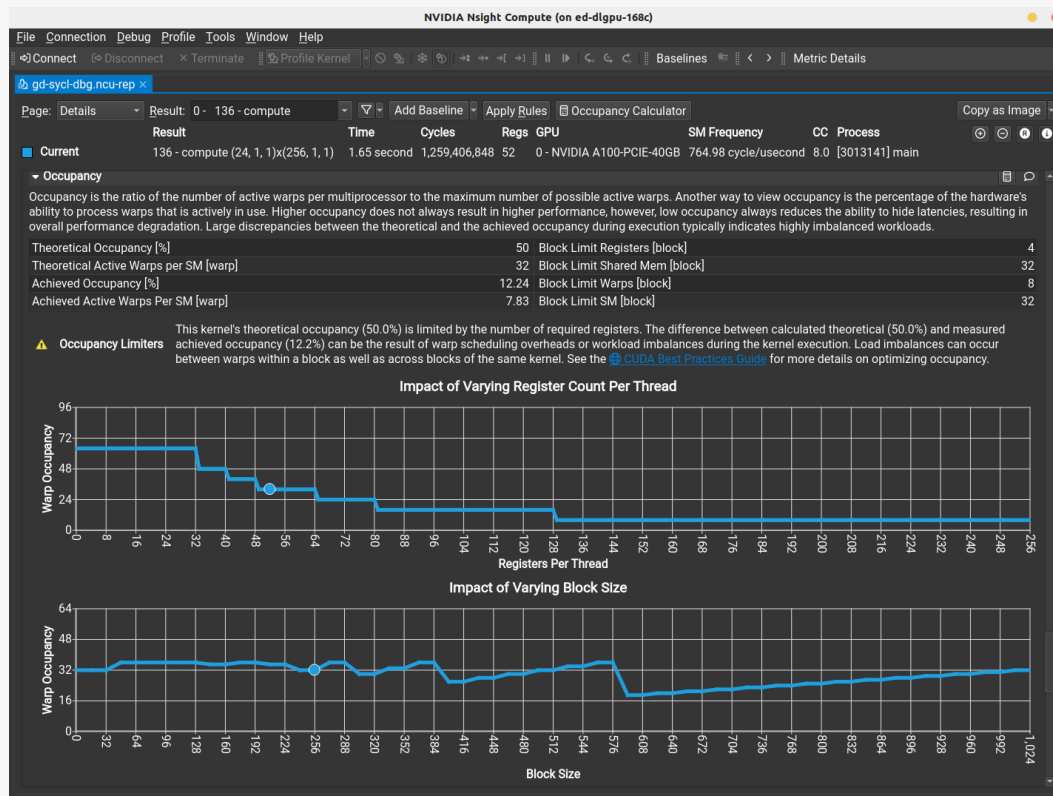 NVIDIA Nsight Compute (on ed-dlgpu-168c)
File Connection Debug Profile Tools Window Help
Connect Disconnect Terminate Profile Kernel Baselines Metric Details
gd-sycl-dbg.ncu-rep
Page: Details Result: 0 - 136 - compute Add Baseline Apply Rules Occupancy Calculator Copy as Image
Result Time Cycles Regs GPU SM Frequency CC Process
Current 136 - compute (24, 1, 1)x(256, 1, 1) 1.65 second 1,259,406,848 52 0 - NVIDIA A100-PCIE-40GB 764.98 cycle/usecond 8.0 [3013141] main
Occupancy
Occupancy is the ratio of the number of active warps per multiprocessor to the maximum number of possible active warps. Another way to view occupancy is the percentage of the hardware's
ability to process warps that is actively in use. Higher occupancy does not always result in higher performance, however, low occupancy always reduces the ability to hide latencies, resulting in
overall performance degradation. Large discrepancies between the theoretical and the achieved occupancy during execution typically indicates highly imbalanced workloads.
Theoretical Occupancy [%] 50 Block Limit Registers [block] 4
Theoretical Active Warps per SM [warp] 32 Block Limit Shared Mem [block] 32
Achieved Occupancy [%] 12.24 Block Limit Warps [block] 8
Achieved Active Warps Per SM [warp] 7.83 Block Limit SM [block] 32
This kernel's theoretical occupancy (50.0%) is limited by the number of required registers. The difference between calculated theoretical (50.0%) and measured
Occupancy Limiters achieved occupancy (12.2%) can be the result of warp scheduling overheads or workload imbalances during the kernel execution. Load imbalances can occur
between warps within a block as well as across blocks of the same kernel. See the CUDA Best Practices Guide for more details on optimizing occupancy.
Impact of Varying Register Count Per Thread
Warp Occupancy
96
72
48
24
0
0 8 16 24 32 40 48 56 64 72 80 88 96 104 112 120 128 136 144 152 160 168 176 184 192 200 208 216 224 232 240 248 256
Registers Per Thread
Impact of Varying Block Size
Warp Occupancy
64
48
32
16
0
0 32 64 96 128 160 192 224 256 288 320 352 384 416 448 480 512 544 576 608 640 672 704 736 768 800 832 864 896 928 960 992 1,024
Block Size